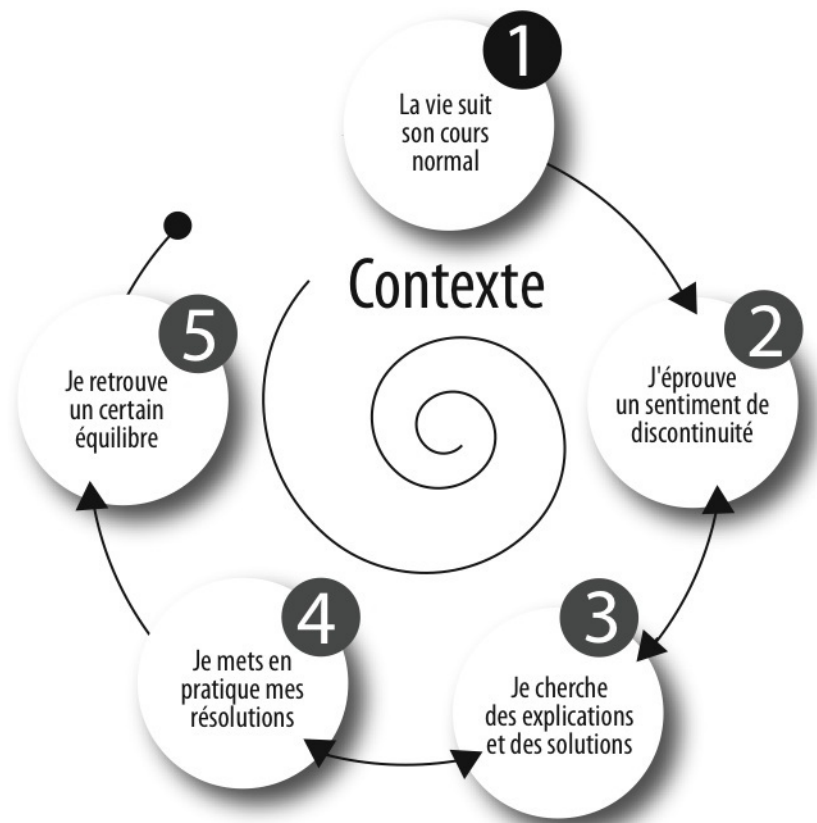 1
La vie suit
son cours
normal
Contexte
2
J'éprouve
un sentiment de
discontinuité
3
Je cherche
des explications
et des solutions
4
Je mets en
pratique mes
résolutions
5
Je retrouve
un certain
équilibre